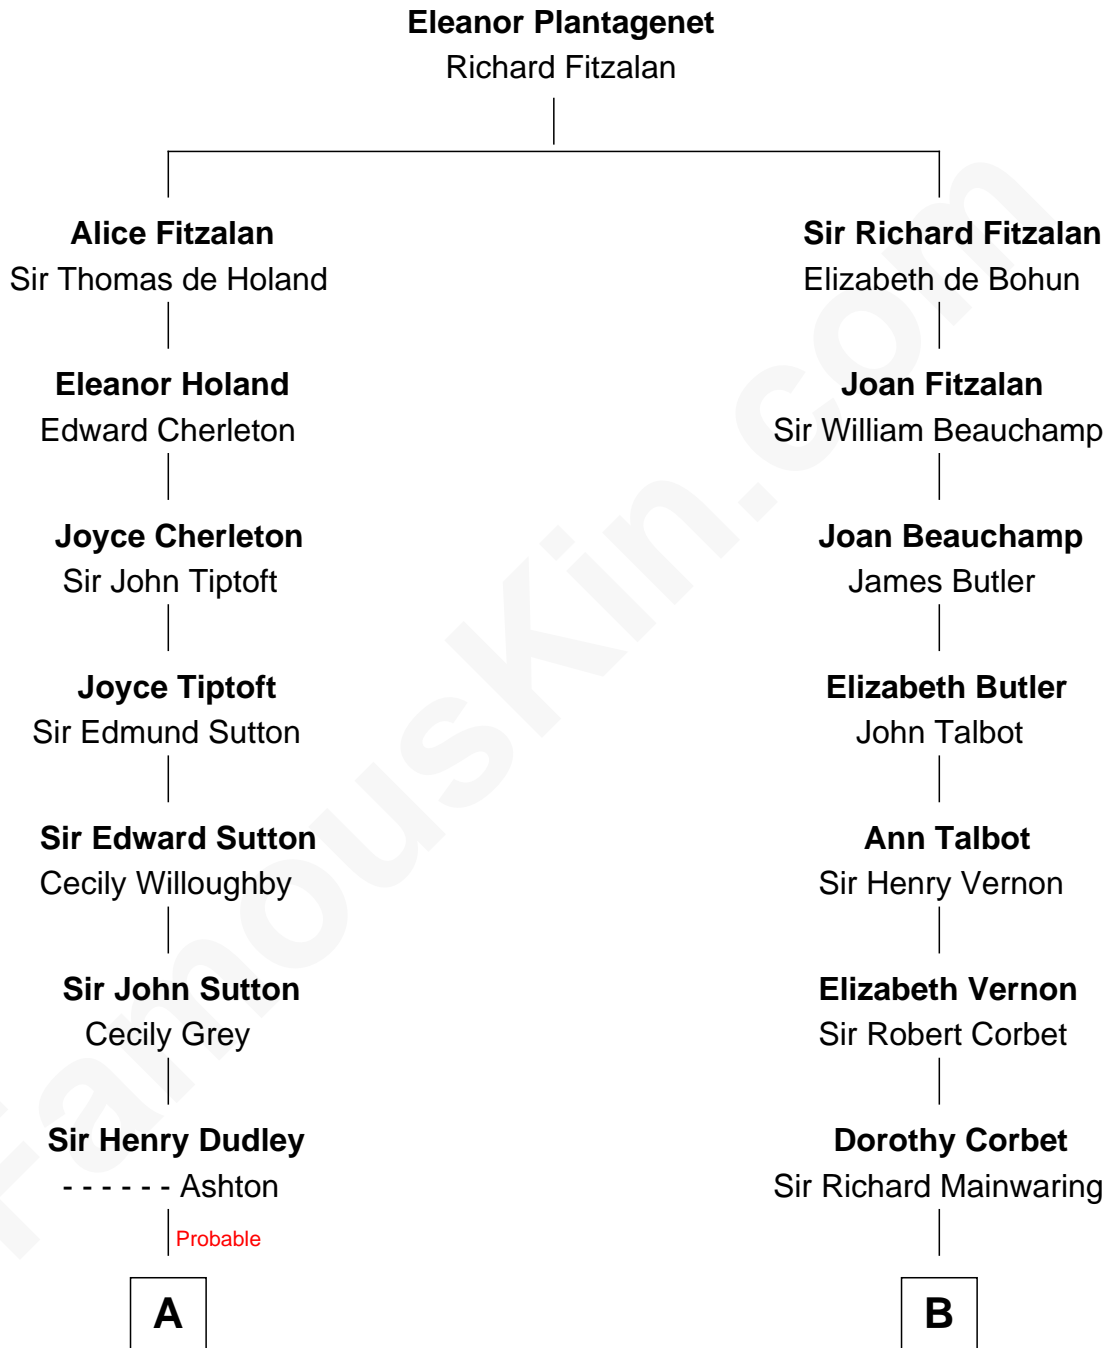 Eleanor Plantagenet
Richard Fitzalan
Alice Fitzalan
Sir Thomas de Holand
Sir Richard Fitzalan
Elizabeth de Bohun
Eleanor Holand
Edward Cherleton
Joan Fitzalan
Sir William Beauchamp
Joyce Cherleton
Sir John Tiptoft
Joan Beauchamp
James Butler
Joyce Tiptoft
Sir Edmund Sutton
Elizabeth Butler
John Talbot
Sir Edward Sutton
Cecily Willoughby
Ann Talbot
Sir Henry Vernon
Sir John Sutton
Cecily Grey
Elizabeth Vernon
Sir Robert Corbet
Sir Henry Dudley
- - - - - - Ashton
Dorothy Corbet
Sir Richard Mainwaring
Probable
A
B
FamousKin.com